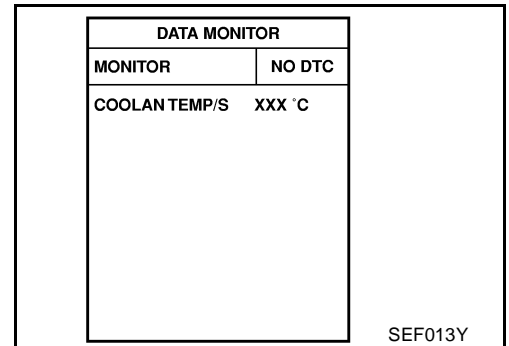 DATA MONITOR
MONITOR NO DTC
COOLAN TEMP/S XXX °C
SEF013Y